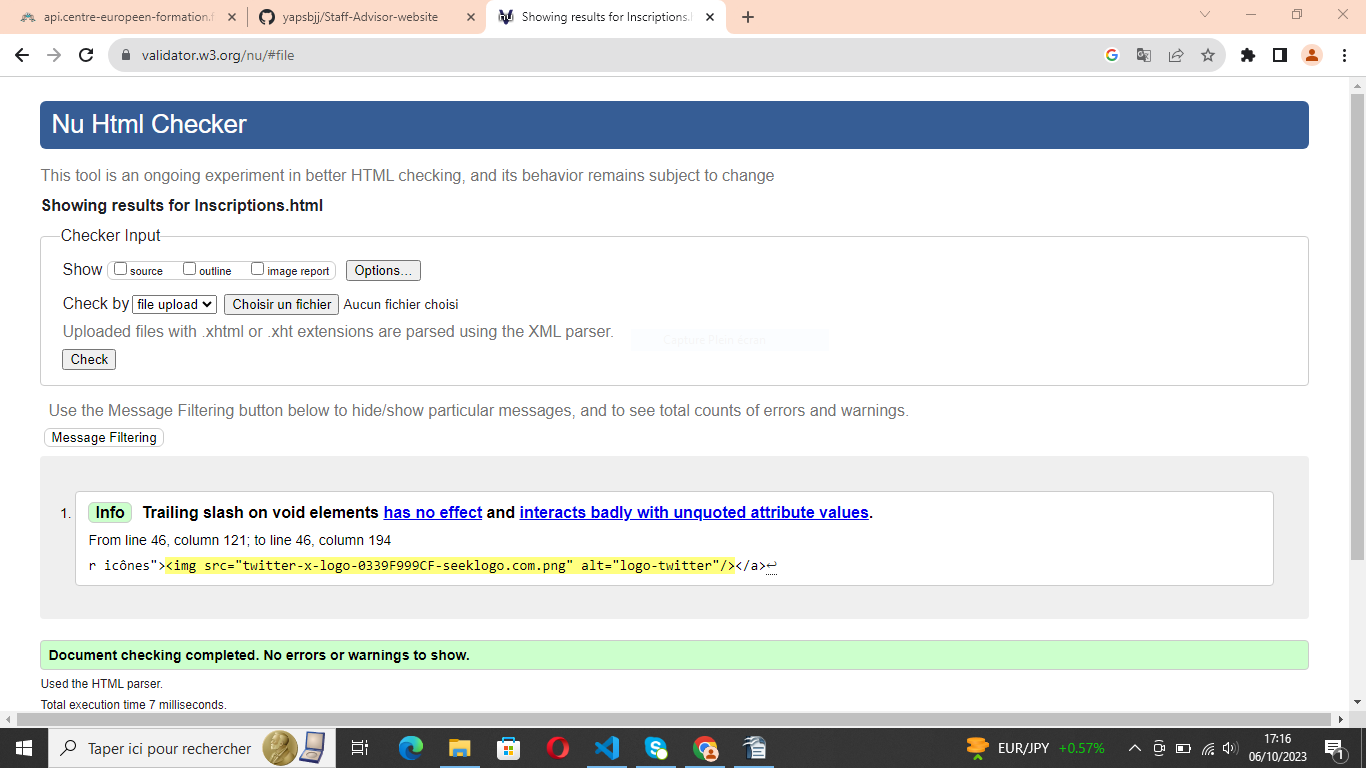 api.centre-europeen-formation.f
yapsbjj/Staff-Advisor-website
Showing results for Inscriptions.
validator.w3.org/nu/#file
Nu Html Checker
This tool is an ongoing experiment in better HTML checking, and its behavior remains subject to change
Showing results for Inscriptions.html
Checker Input
Show source outline image report Options...
Check by file upload Choisir un fichier Aucun fichier choisi
Uploaded files with .xhtml or .xht extensions are parsed using the XML parser.
Capture Plein écran
Check
Use the Message Filtering button below to hide/show particular messages, and to see total counts of errors and warnings.
Message Filtering
1. Info Trailing slash on void elements has no effect and interacts badly with unquoted attribute values.
From line 46, column 121; to line 46, column 194
r icônes"><img src="twitter-x-logo-0339F999CF-seeklogo.com.png" alt="logo-twitter"/></a>↩
Document checking completed. No errors or warnings to show.
Used the HTML parser.
Total execution time 7 milliseconds.
Taper ici pour rechercher
EUR/JPY +0.57%
17:16
06/10/2023
1